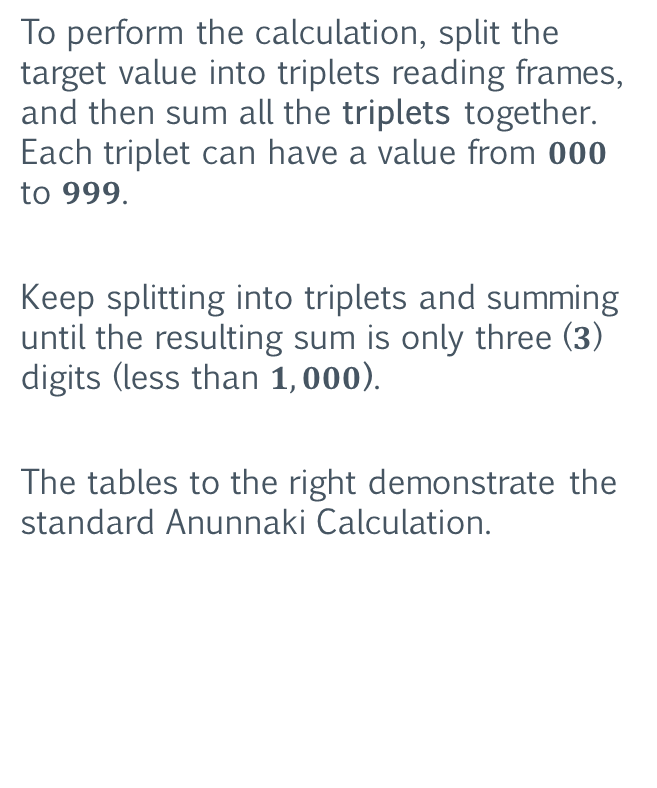 To perform the calculation, split the
target value into triplets reading frames,
and then sum all the triplets together.
Each triplet can have a value from 000
to 999.
Keep splitting into triplets and summing
until the resulting sum is only three (3)
digits (less than 1,000).
The tables to the right demonstrate the
standard Anunnaki Calculation.